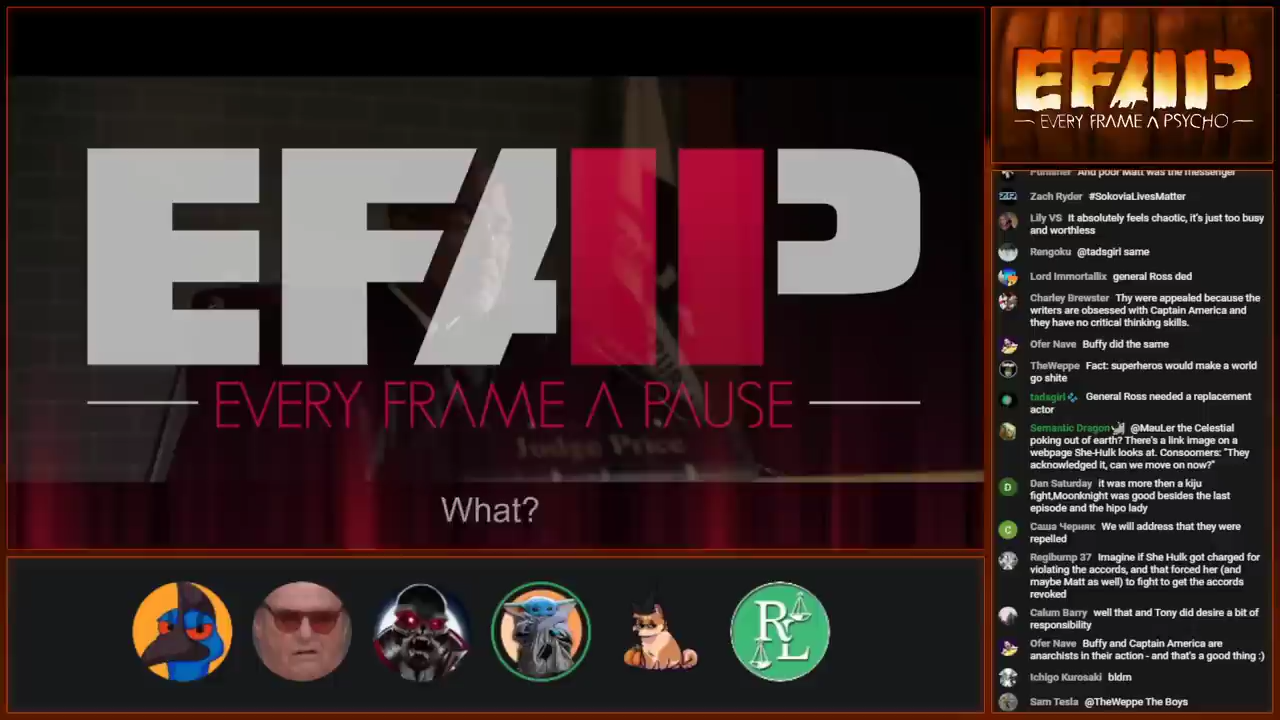 EFAP
EVERY FRAME A PAUSE
Judge Price
What?
EFAP
EVERY FRAME A PSYCHO
Punisher And poor Matt was the messenger
Zach Ryder #SokoviaLivesMatter
Lily VS It absolutely feels chaotic, it's just too busy
and worthless
Rengoku @tadsgirl same
Lord Immortallix general Ross ded
Charley Brewster Thy were appealed because the
writers are obsessed with Captain America and
they have no critical thinking skills.
Ofer Nave Buffy did the same
TheWeppe Fact: superheros would make a world
go shite
tadsgirl General Ross needed a replacement
actor
Semantic Dragon @MauLer the Celestial
poking out of earth? There's a link image on a
webpage She-Hulk looks at. Consoomers: "They
acknowledged it, can we move on now?"
D
Dan Saturday it was more then a kiju
fight,Moonknight was good besides the last
episode and the hipo lady
C
Саша Черняк We will address that they were
repelled
Regibump 37 Imagine if She Hulk got charged for
violating the accords, and that forced her (and
maybe Matt as well) to fight to get the accords
revoked
Calum Barry well that and Tony did desire a bit of
responsibility
Ofer Nave Buffy and Captain America are
anarchists in their action - and that's a good thing :)
Ichigo Kurosaki bldm
Sam Tesla @TheWeppe The Boys
RL